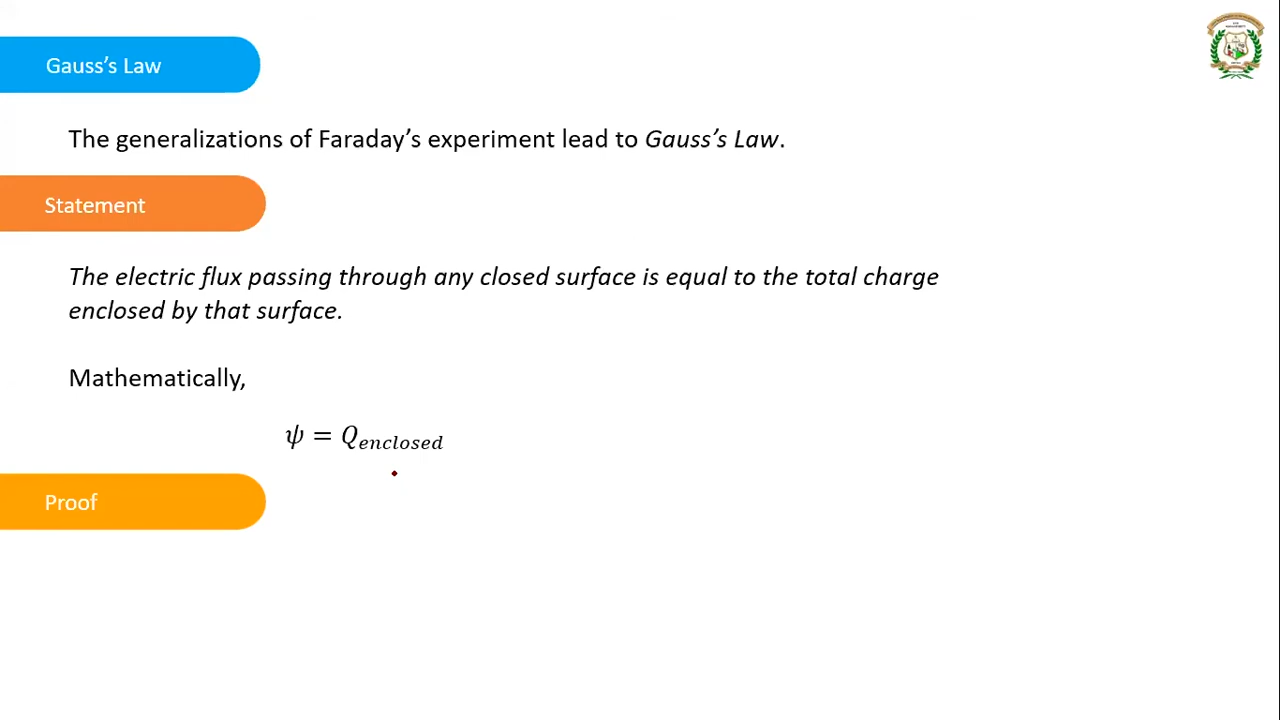 Gauss’s Law
The generalizations of Faraday’s experiment lead to Gauss’s Law.
Statement
The electric flux passing through any closed surface is equal to the total charge
enclosed by that surface.
Mathematically,
ψ = Q_enclosed
Proof